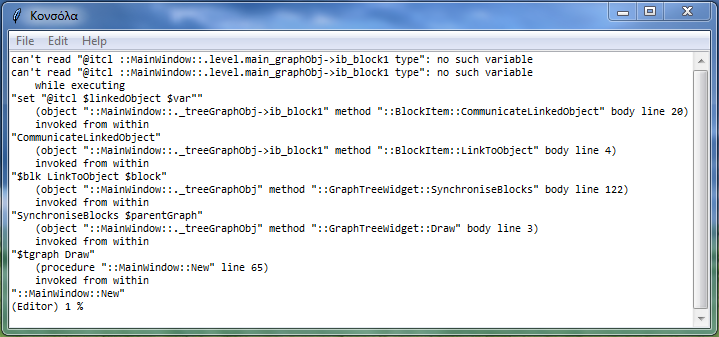 Κονσόλα
File Edit Help
can't read "@itcl ::MainWindow::.level.main_graphObj->ib_block1 type": no such variable
can't read "@itcl ::MainWindow::.level.main_graphObj->ib_block1 type": no such variable
    while executing
"set "@itcl $linkedObject $var""
    (object "::MainWindow::._treeGraphObj->ib_block1" method "::BlockItem::CommunicateLinkedObject" body line 20)
    invoked from within
"CommunicateLinkedObject"
    (object "::MainWindow::._treeGraphObj->ib_block1" method "::BlockItem::LinkToObject" body line 4)
    invoked from within
"$blk LinkToObject $block"
    (object "::MainWindow::._treeGraphObj" method "::GraphTreeWidget::SynchroniseBlocks" body line 122)
    invoked from within
"SynchroniseBlocks $parentGraph"
    (object "::MainWindow::._treeGraphObj" method "::GraphTreeWidget::Draw" body line 3)
    invoked from within
"$tgraph Draw"
    (procedure "::MainWindow::New" line 65)
    invoked from within
"::MainWindow::New"
(Editor) 1 %